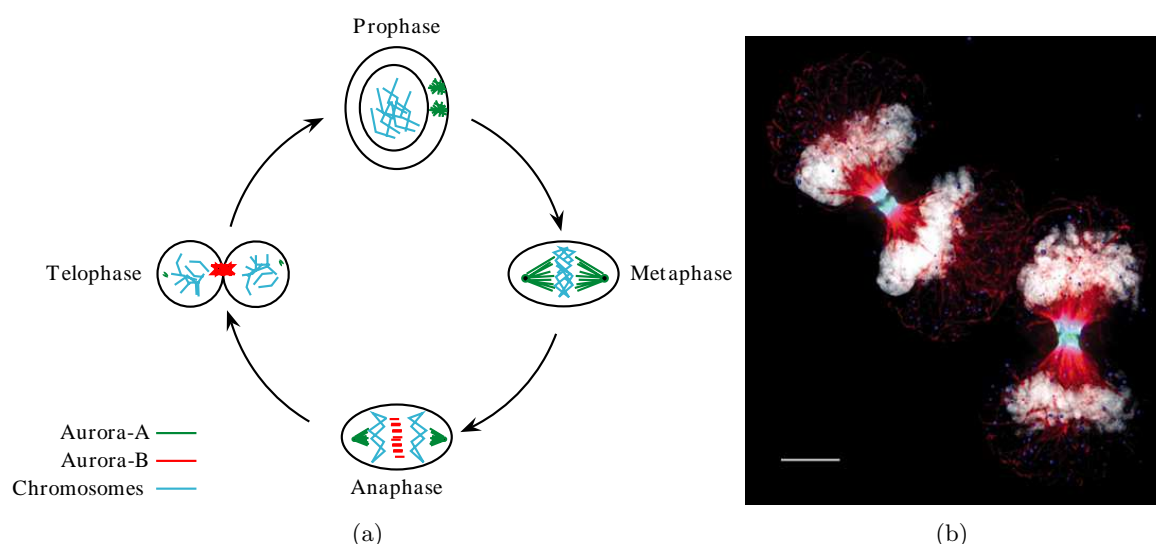 Prophase
Telophase
Metaphase
Aurora-A
Aurora-B
Chromosomes
Anaphase
(a)
(b)